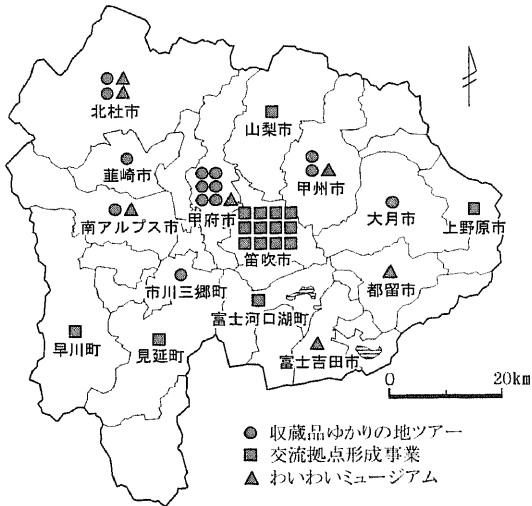 北杜市
山梨市
韮崎市
甲州市
甲府市
大月市
上野原市
南アルプス市
笛吹市
市川三郷町
都留市
富士河口湖町
早川町
見延町
富士吉田市
0 20km
収蔵品ゆかりの地ツアー
交流拠点形成事業
わいわいミュージアム